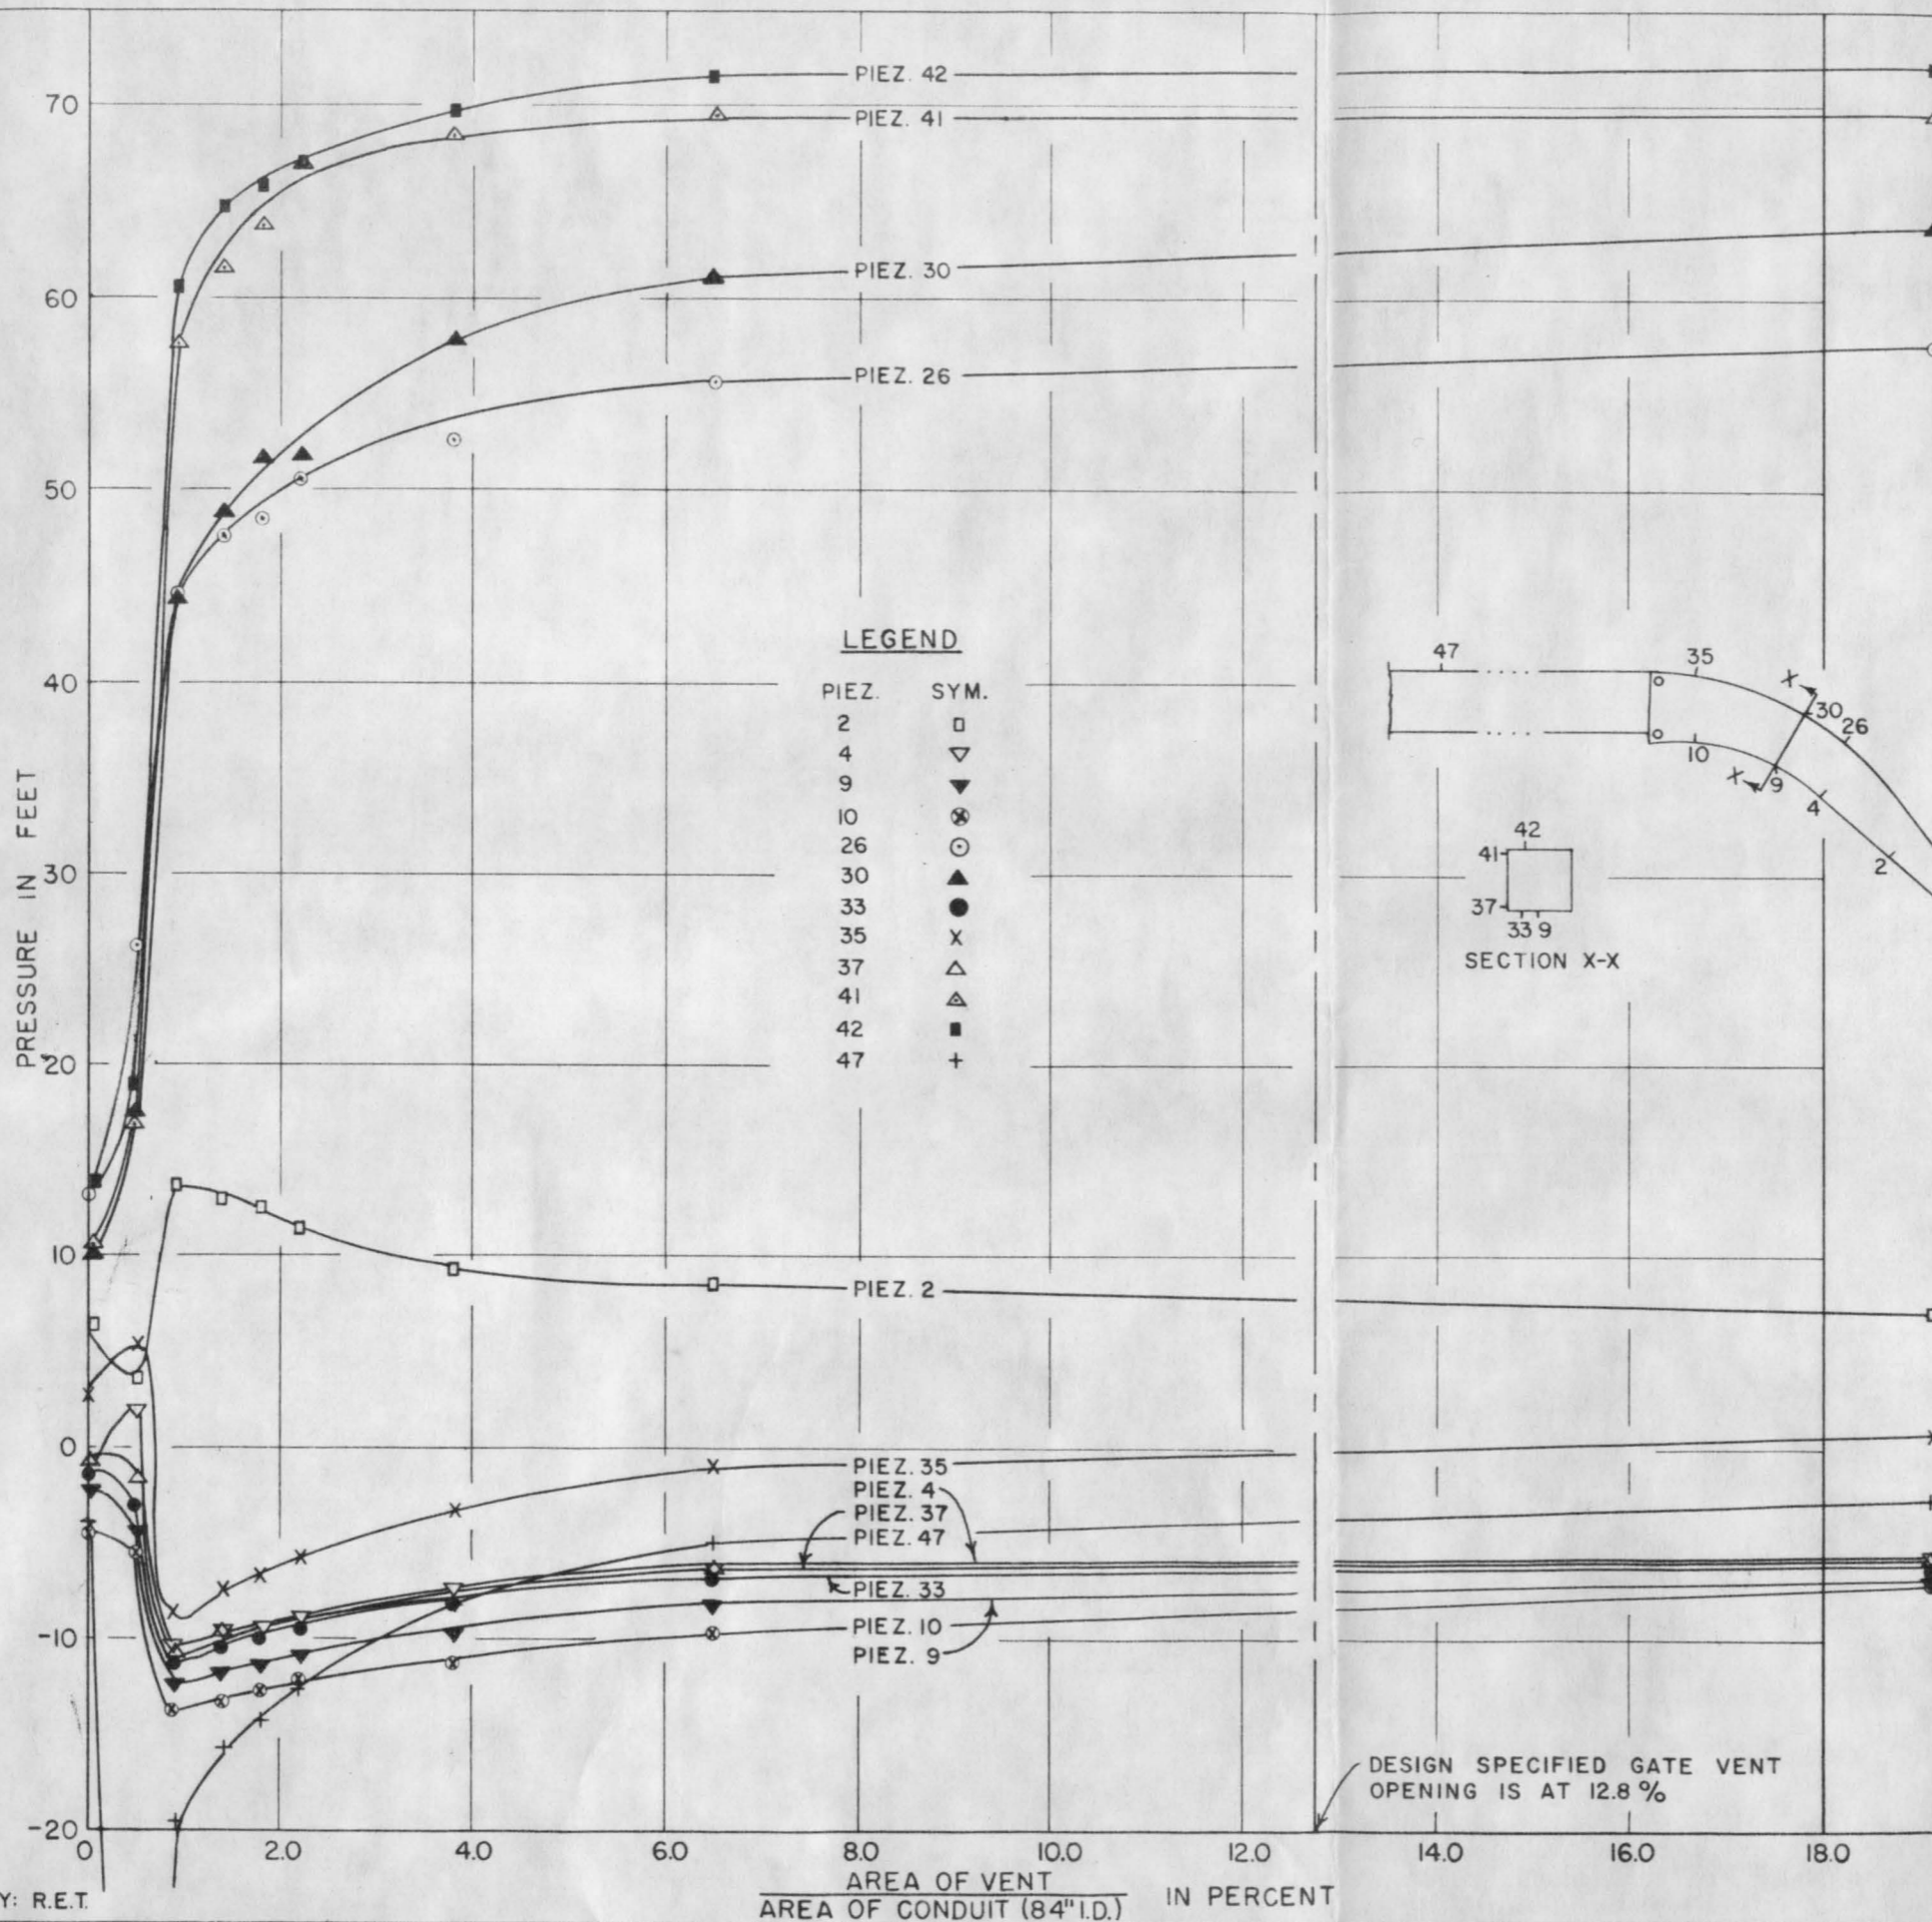 PIEZ. 42
70
PIEZ. 41
PIEZ. 30
60
PIEZ. 26
50
LEGEND
PIEZ. SYM.
2
4
9
10
26
30
33
35
37
41
42
47
40
30
20
10
0
-10
-20
PRESSURE IN FEET
47
35
X
30
26
10
X
9
4
2
42
41
37
33 9
SECTION X-X
PIEZ. 2
PIEZ. 35
PIEZ. 4
PIEZ. 37
PIEZ. 47
PIEZ. 33
PIEZ. 10
PIEZ. 9
DESIGN SPECIFIED GATE VENT
OPENING IS AT 12.8 %
0 2.0 4.0 6.0 8.0 10.0 12.0 14.0 16.0 18.0
AREA OF VENT
AREA OF CONDUIT (84" I.D.)
IN PERCENT
Y: R.E.T.